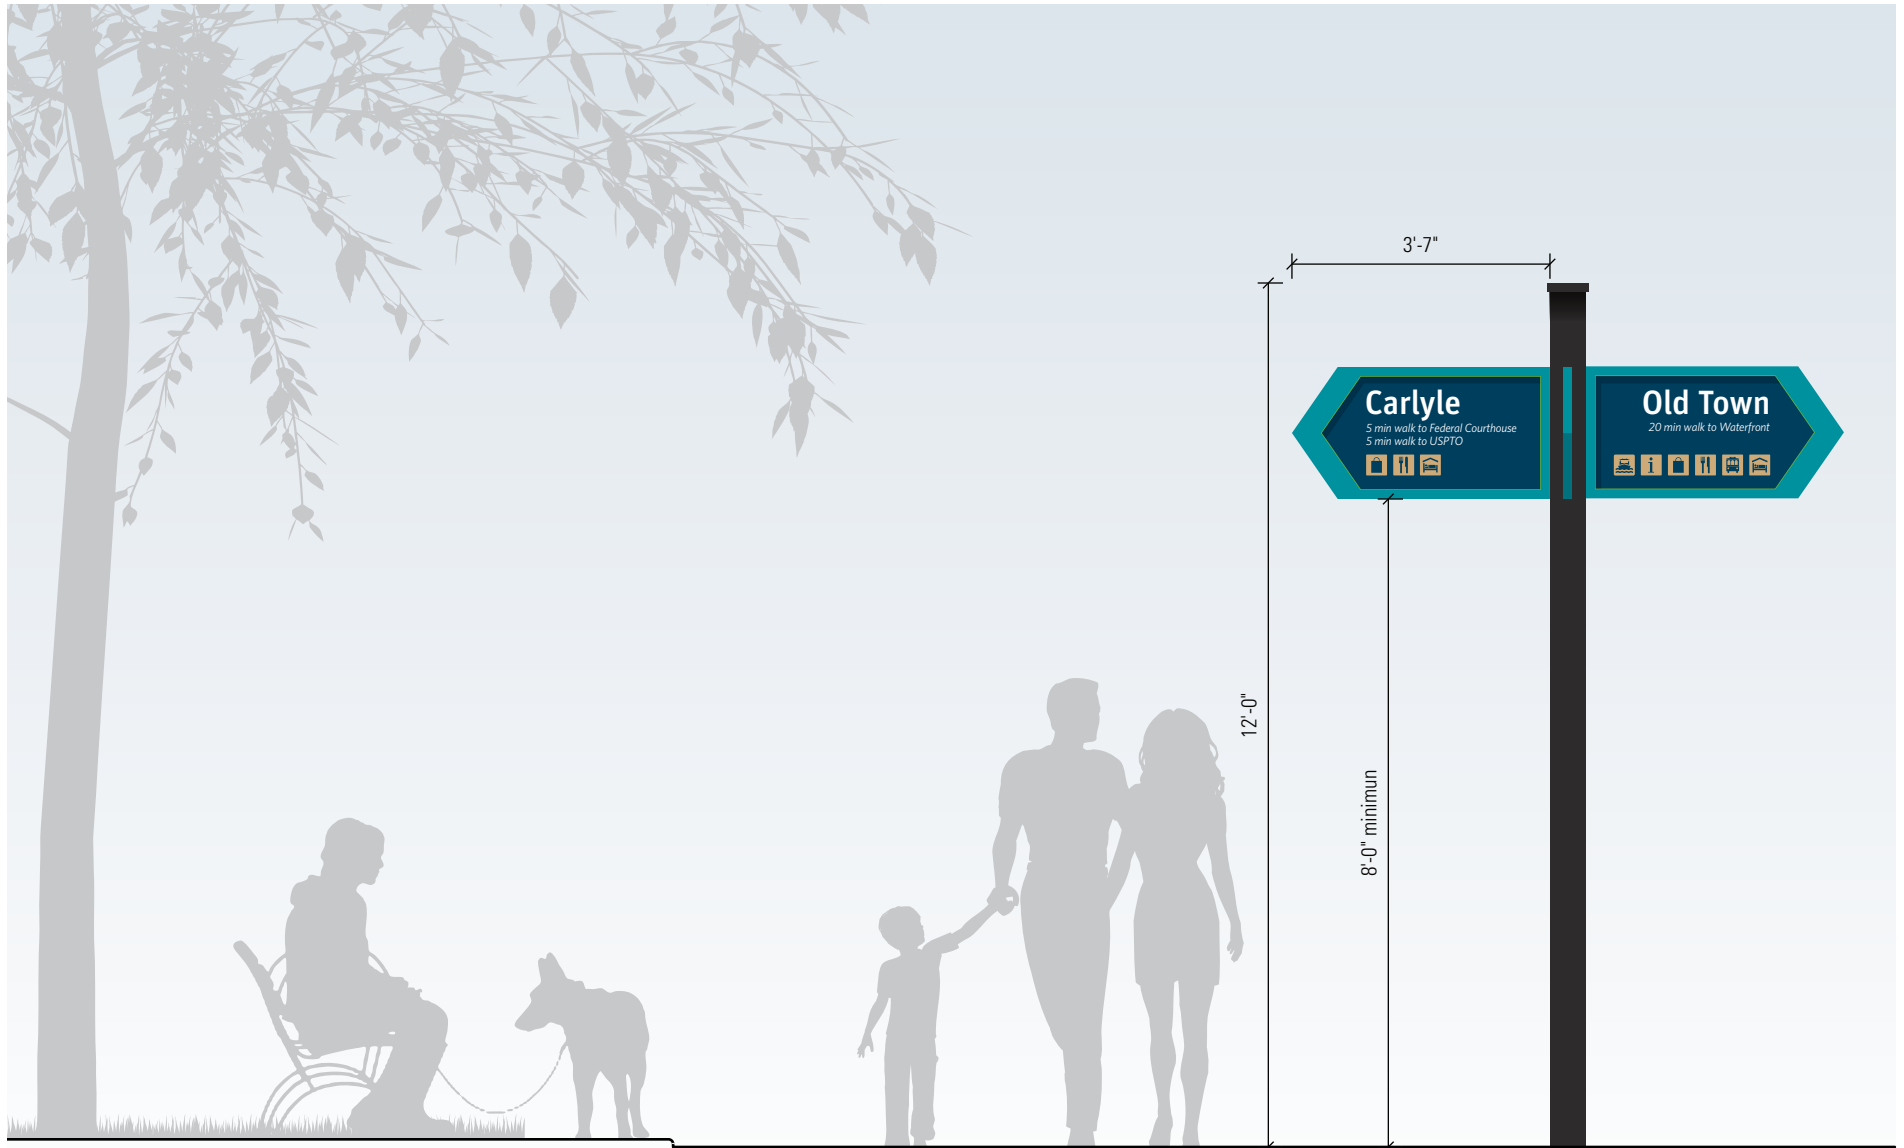 3'-7"
Carlyle
5 min walk to Federal Courthouse
5 min walk to USPTO
Old Town
20 min walk to Waterfront
i
12'-0"
8'-0" minimun